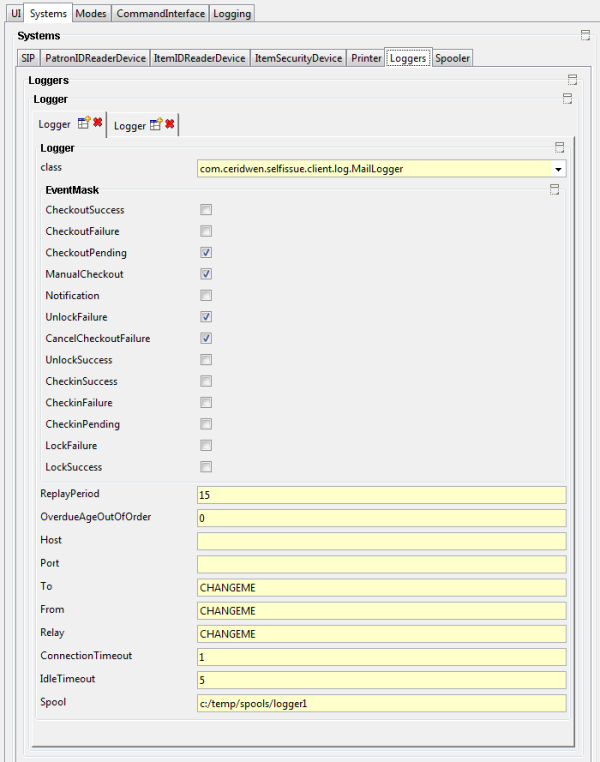 UI Systems Modes CommandInterface Logging
Systems
SIP PatronIDReaderDevice ItemIDReaderDevice ItemSecurityDevice Printer Loggers Spooler
Loggers
Logger
Logger Logger
Logger
class com.ceridwen.selfissue.client.log.MailLogger
EventMask
CheckoutSuccess
CheckoutFailure
CheckoutPending
ManualCheckout
Notification
UnlockFailure
CancelCheckoutFailure
UnlockSuccess
CheckinSuccess
CheckinFailure
CheckinPending
LockFailure
LockSuccess
ReplayPeriod 15
OverdueAgeOutOfOrder 0
Host
Port
To CHANGEME
From CHANGEME
Relay CHANGEME
ConnectionTimeout 1
IdleTimeout 5
Spool c:/temp/spools/logger1